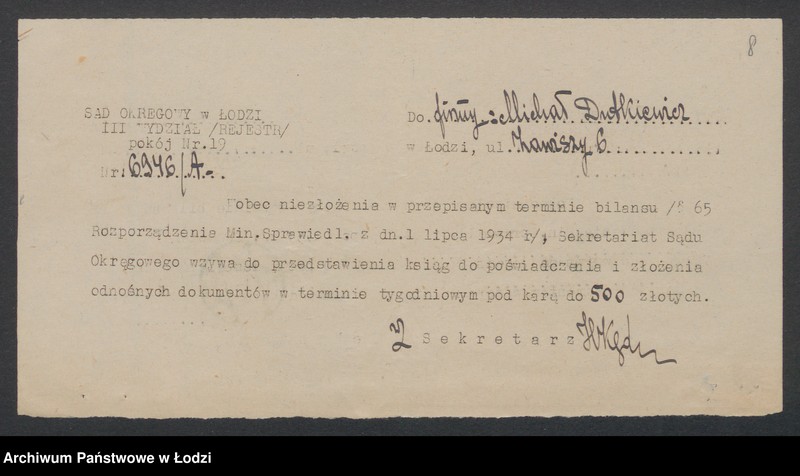 8
SĄD OKRĘGOWY w ŁODZI
III WYDZIAŁ /REJESTR/
pokój Nr.19
Nr. 6946/A.-
Do. firmy: Michał Dutkiewicz
w Łodzi, ul. Zawiszy 6
Wobec niezłożenia w przepisanym terminie bilansu /§ 65
Rozporządzenie Min.Sprawiedl. z dn.1 lipca 1934 r/, Sekretariat Sądu
Okręgowego wzywa do przedstawienia ksiąg do poświadczenia i złożenia
odnośnych dokumentów w terminie tygodniowym pod karą do 500 złotych.
Sekretarz
Archiwum Państwowe w Łodzi